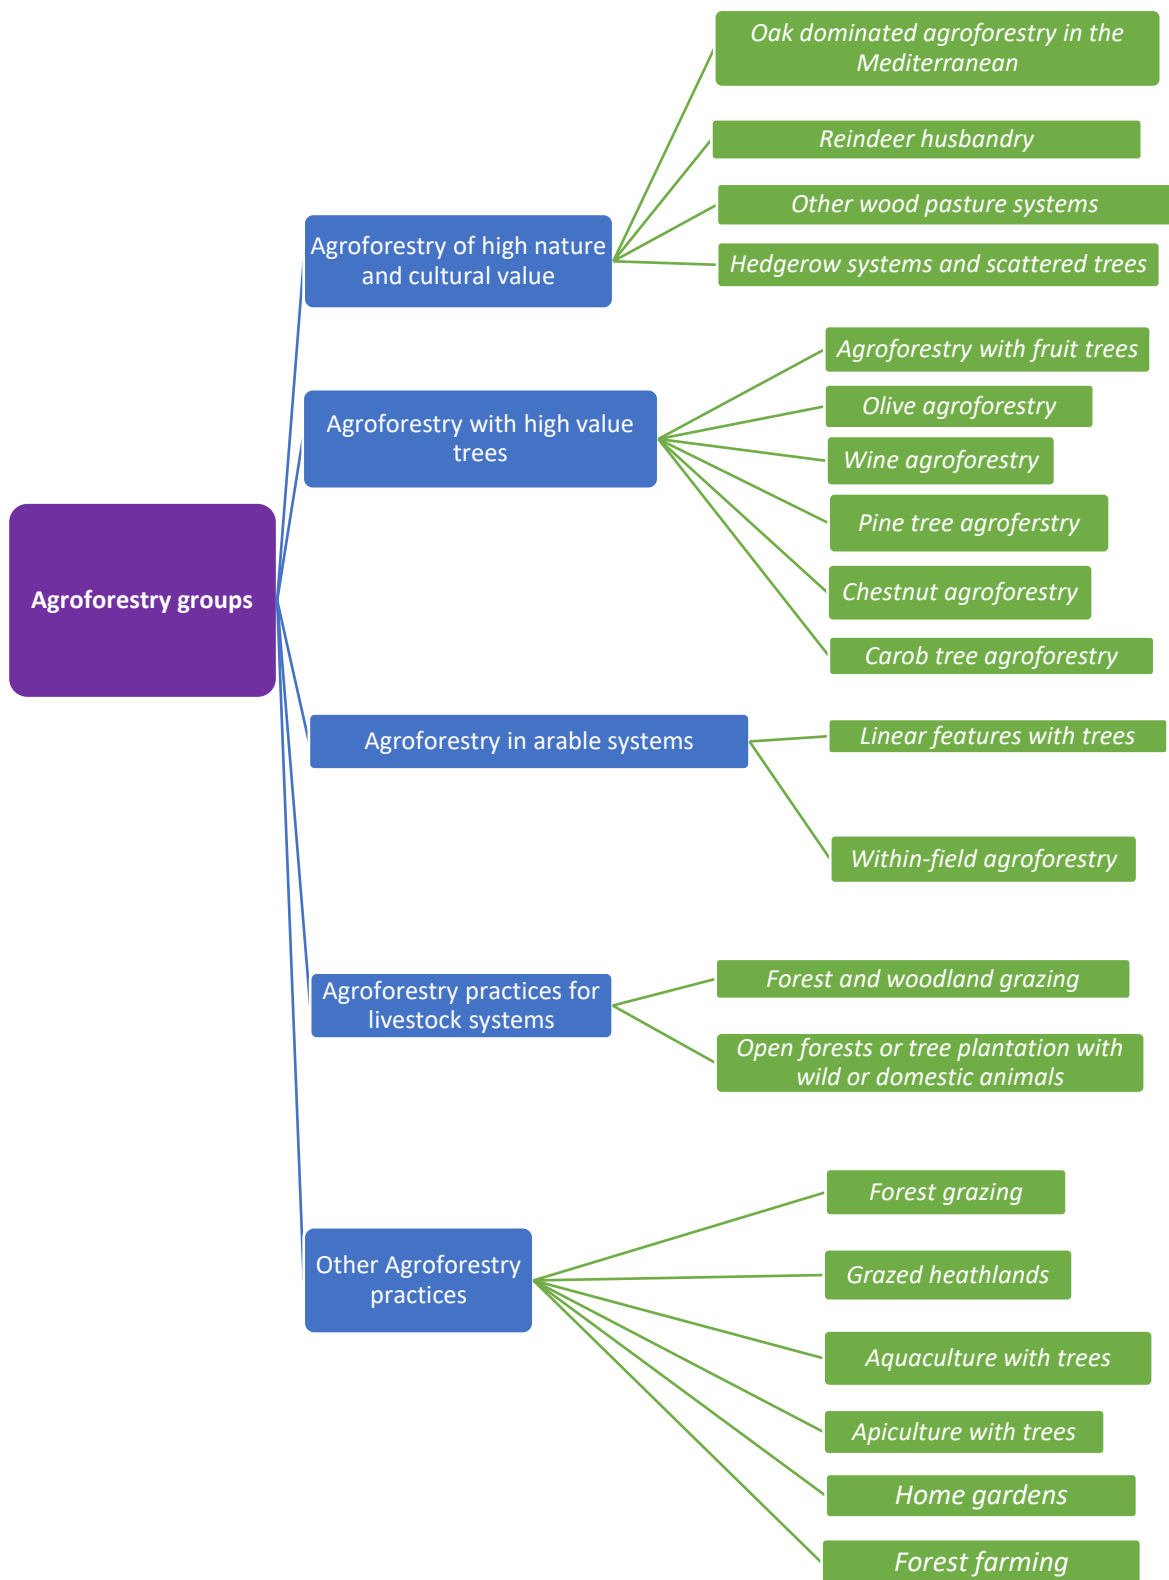 Agroforestry groups
Agroforestry of high nature
and cultural value
Oak dominated agroforestry in the
Mediterranean
Reindeer husbandry
Other wood pasture systems
Hedgerow systems and scattered trees
Agroforestry with high value
trees
Agroforestry with fruit trees
Olive agroforestry
Wine agroforestry
Pine tree agroferstry
Chestnut agroforestry
Carob tree agroforestry
Agroforestry in arable systems
Linear features with trees
Within-field agroforestry
Agroforestry practices for
livestock systems
Forest and woodland grazing
Open forests or tree plantation with
wild or domestic animals
Other Agroforestry
practices
Forest grazing
Grazed heathlands
Aquaculture with trees
Apiculture with trees
Home gardens
Forest farming